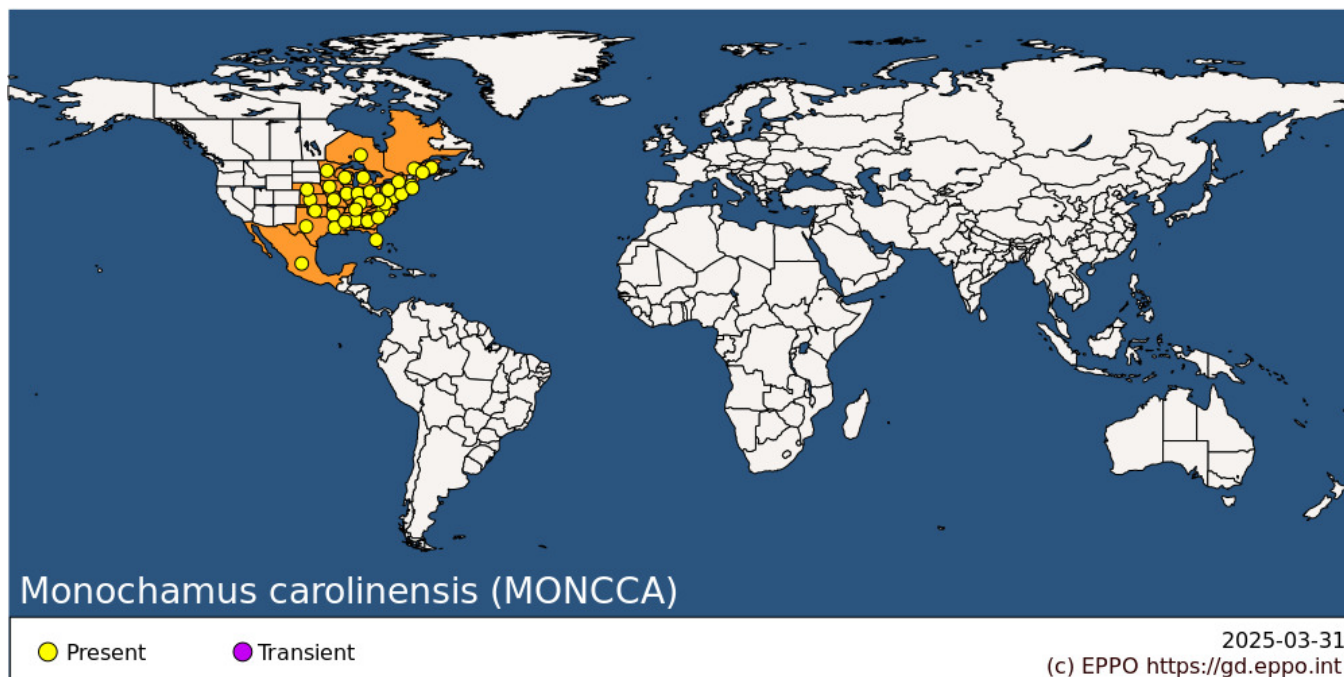 Monochamus carolinensis (MONCCA)
Present
Transient
2025-03-31
(c) EPPO https://gd.eppo.int